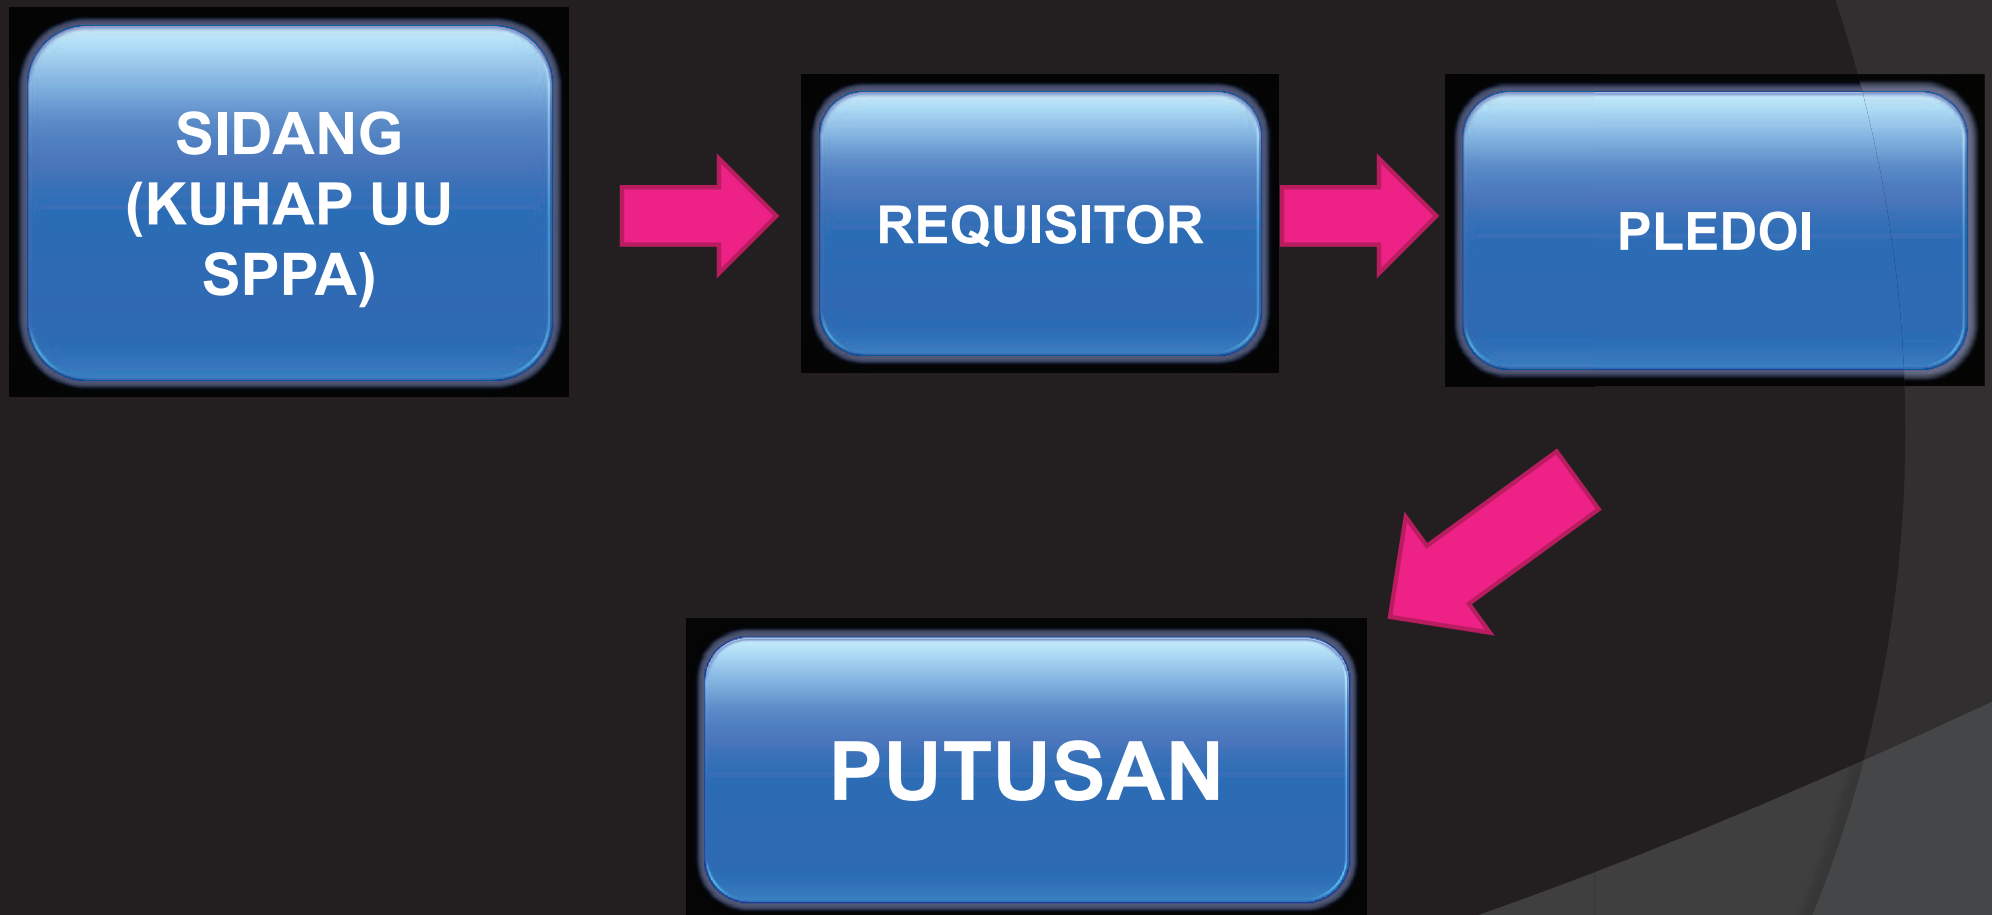 SIDANG
(KUHAP UU
SPPA)
REQUISITOR
PLEDOI
PUTUSAN